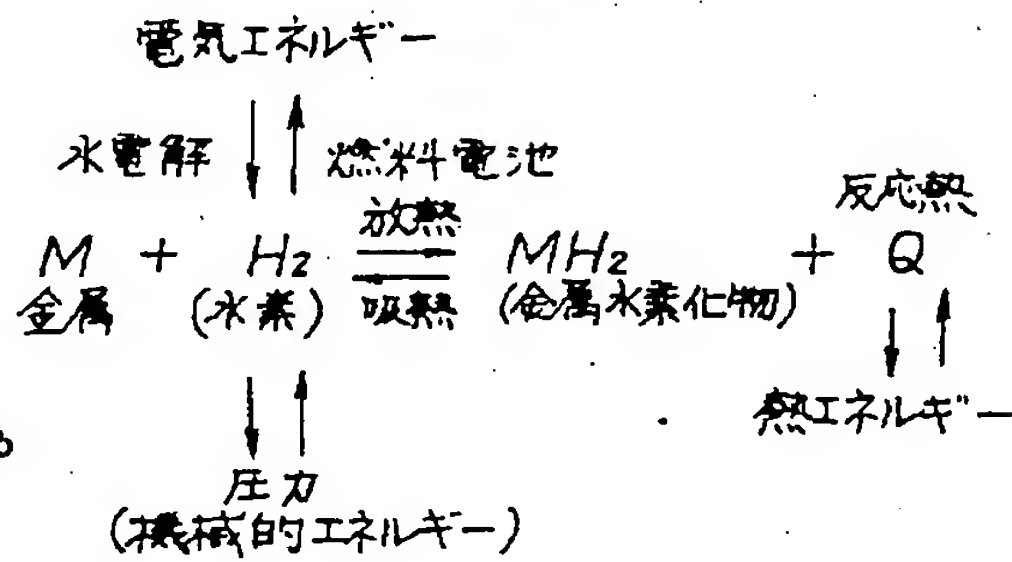 電気エネルギー
水電解 燃料電池
放熱 反応熱
M + H₂ ⇄ MH₂ + Q
金属 (水素) 吸熱 (金属水素化物)
熱エネルギー
圧力
(機械的エネルギー)